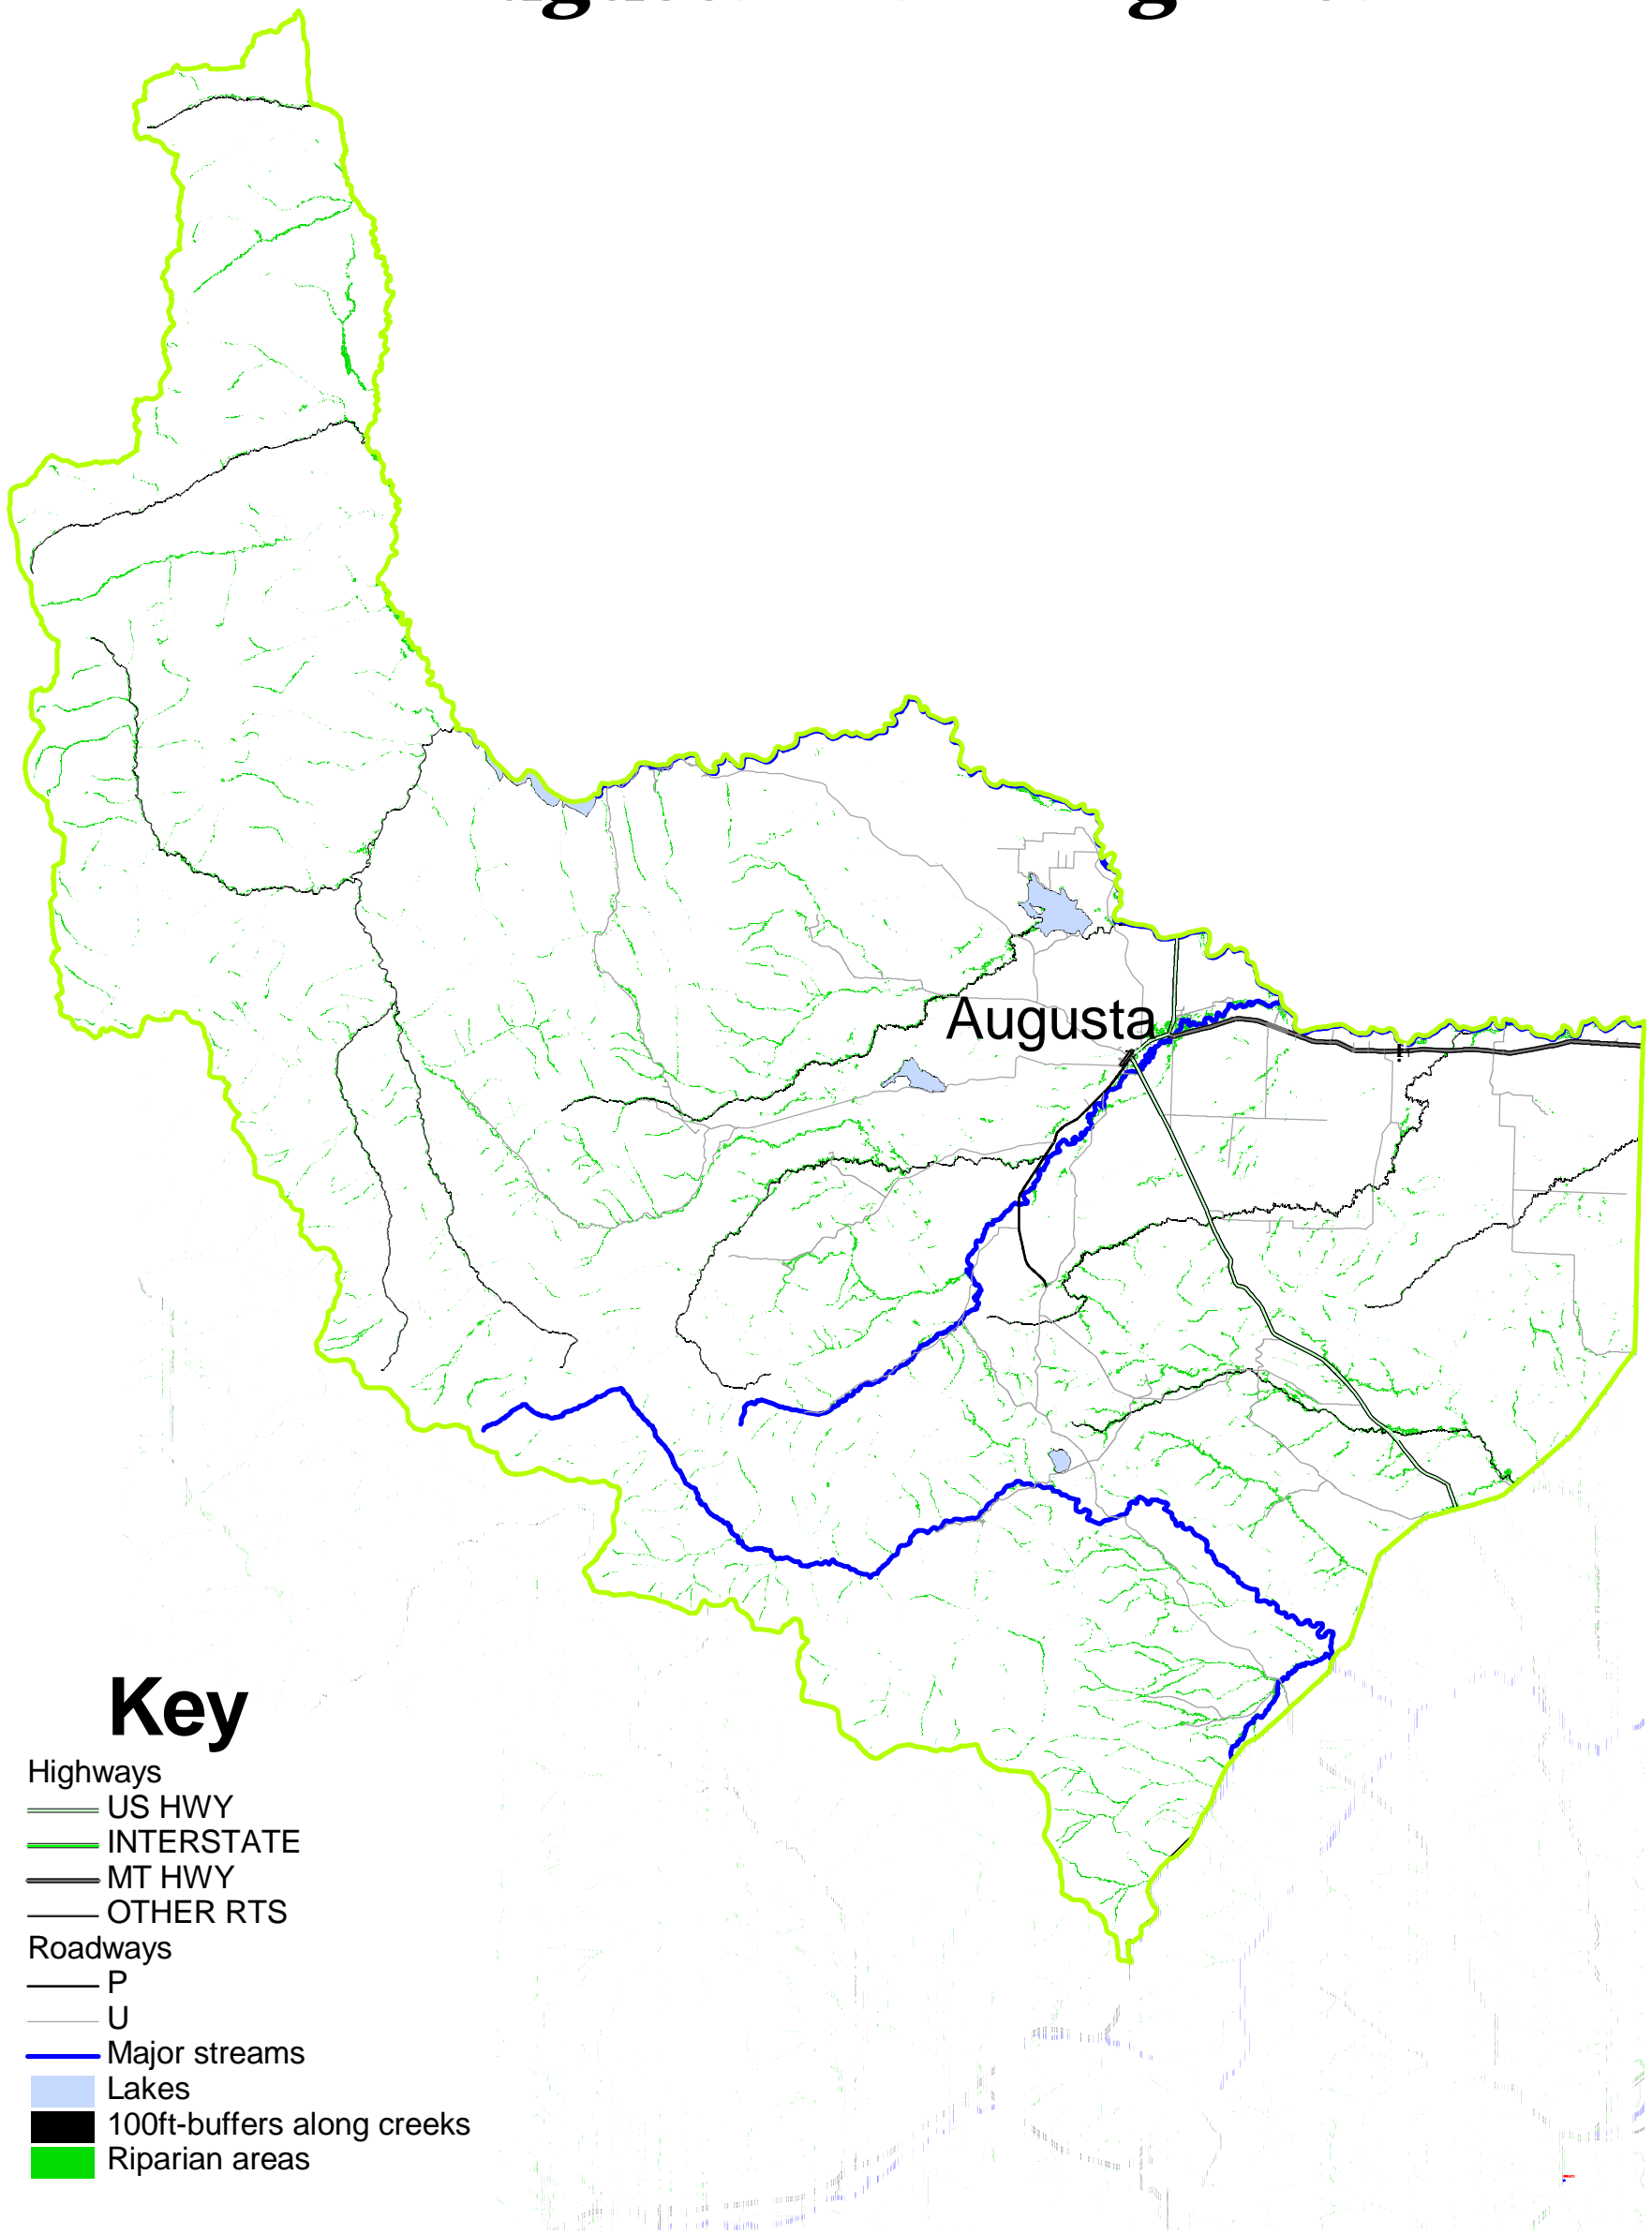 Augusta
Key
Highways
US HWY
INTERSTATE
MT HWY
OTHER RTS
Roadways
P
U
Major streams
Lakes
100ft-buffers along creeks
Riparian areas